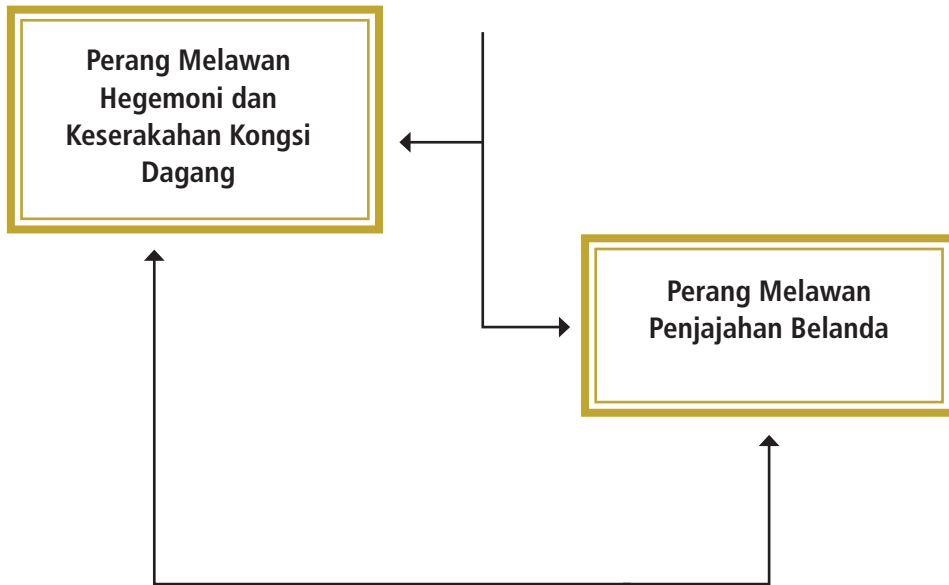 Perang Melawan
Hegemoni dan
Keserakahan Kongsi
Dagang
Perang Melawan
Penjajahan Belanda